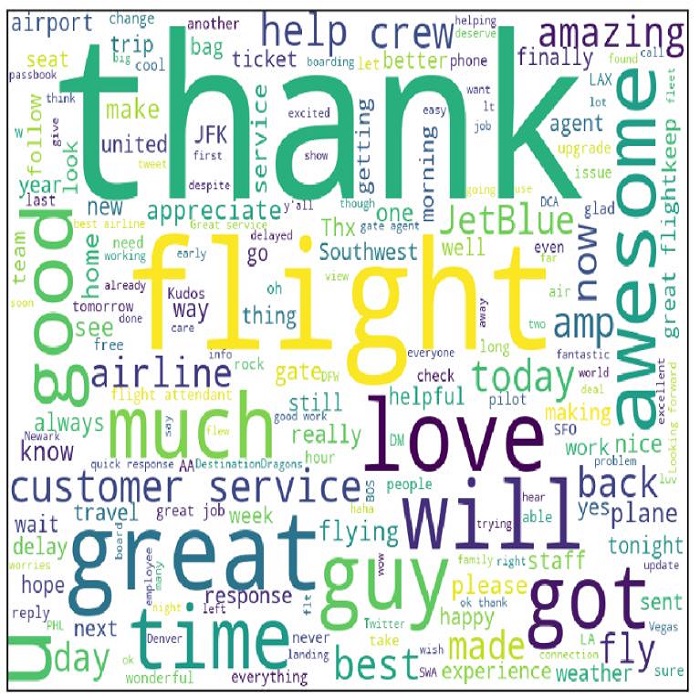 airport
change
another
help crew
helping
deserve
amazing
trip
big
cool
bag
ticket
boarding
let
better
phone
finally
found
call
seat
passbook
thank
think
make
want
LAX
fleet
w
give
follow
look
united
tweet
JFK
first
despite
service
excited
show
getting
easy
morning
lt
job
lot
agent
upgrade
issue
awesome
great flight
keep
year
last
new
appreciate
y'all
though
one
going
use
DCA
glad
good
best airline
Great service
Thx
gate agent
JetBlue
team
home
need
working
early
delayed
go
Southwest
well
even
now
flight
far
view
air
soon
already
tomorrow
done
Kudos
way
care
oh
thing
away
two
amp
see
free
info
rock
everyone
long
fantastic
airline
gate
DFW
check
today
world
deal
excellent
looking forward
flight attendant
still
helpful
pilot
making
always
much
say
flew
good work
really
love
SFO
Newark
know
hour
DM
work
nice
quick response
AA
DestinationDragons
problem
customer service
BOS
people
will
hear
back
wait
travel
great job
week
haha
flying
trying
able
yes
plane
delay
great
board
tonight
worries
employee
many
wow
guy
family
right
staff
update
hope
response
please
got
reply
night
left
flt
ok thank
sent
PHL
next
Denver
time
never
Twitter
happy
Vegas
u
day
landing
take
made
LA
fly
ok
wonderful
everything
best
wish
SWA
experience
connection
weather
sure